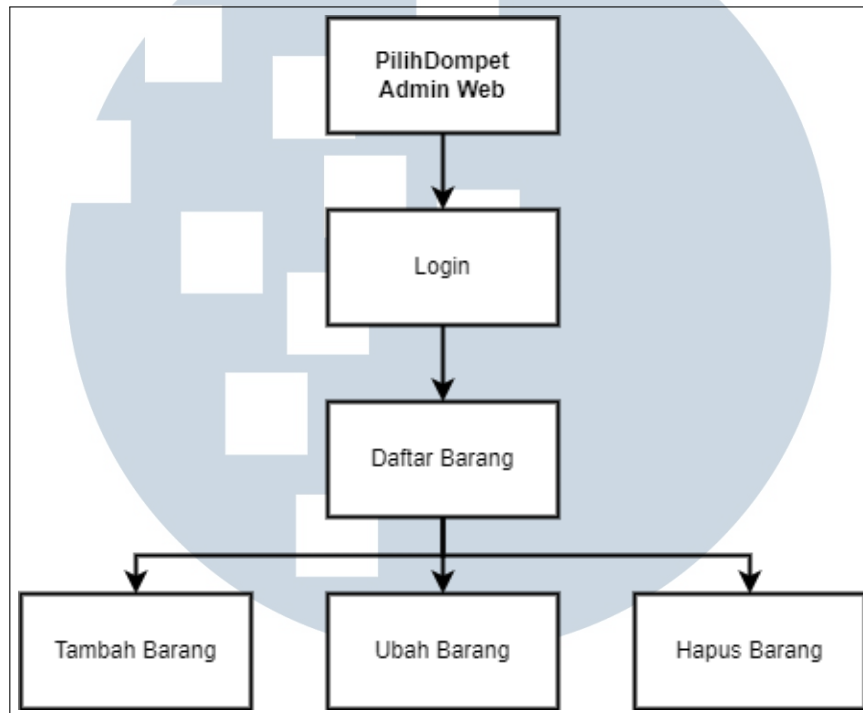 PilihDompet
Admin Web
Login
Daftar Barang
Tambah Barang
Ubah Barang
Hapus Barang